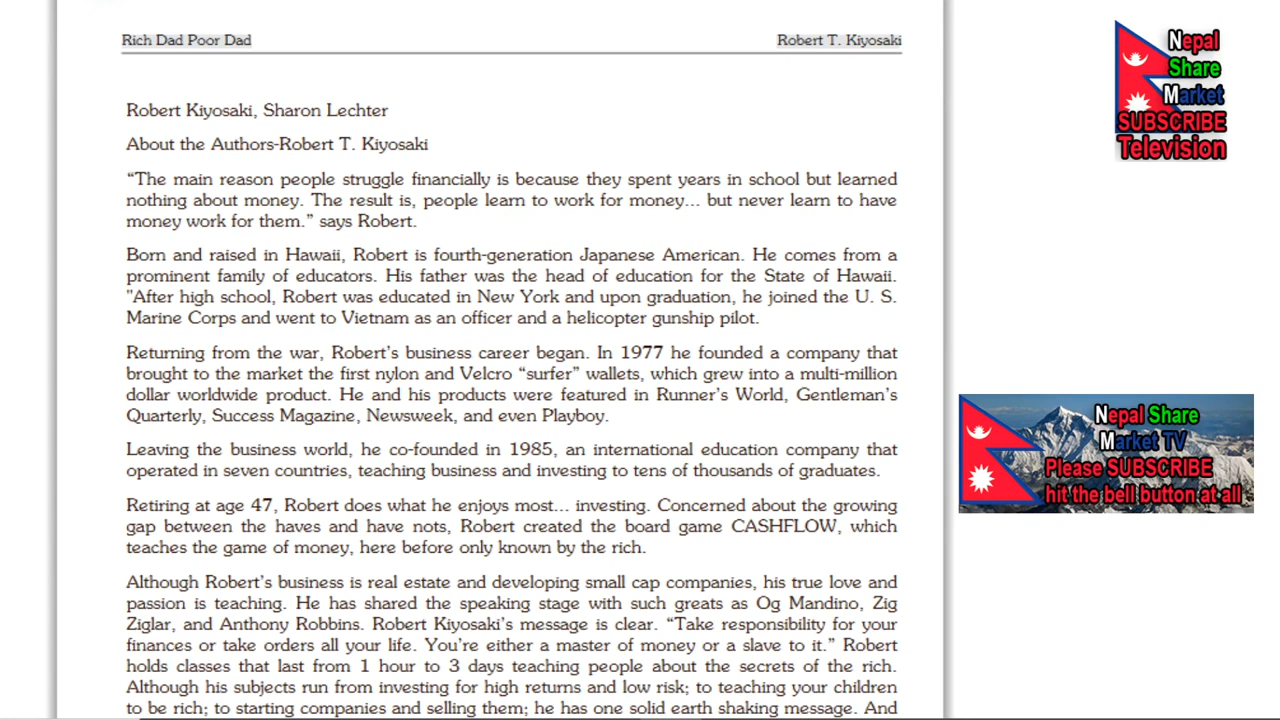 Rich Dad Poor Dad
Robert T. Kiyosaki
Robert Kiyosaki, Sharon Lechter
About the Authors-Robert T. Kiyosaki
“The main reason people struggle financially is because they spent years in school but learned
nothing about money. The result is, people learn to work for money... but never learn to have
money work for them.” says Robert.
Born and raised in Hawaii, Robert is fourth-generation Japanese American. He comes from a
prominent family of educators. His father was the head of education for the State of Hawaii.
"After high school, Robert was educated in New York and upon graduation, he joined the U. S.
Marine Corps and went to Vietnam as an officer and a helicopter gunship pilot.
Returning from the war, Robert’s business career began. In 1977 he founded a company that
brought to the market the first nylon and Velcro “surfer” wallets, which grew into a multi-million
dollar worldwide product. He and his products were featured in Runner’s World, Gentleman’s
Quarterly, Success Magazine, Newsweek, and even Playboy.
Leaving the business world, he co-founded in 1985, an international education company that
operated in seven countries, teaching business and investing to tens of thousands of graduates.
Retiring at age 47, Robert does what he enjoys most... investing. Concerned about the growing
gap between the haves and have nots, Robert created the board game CASHFLOW, which
teaches the game of money, here before only known by the rich.
Although Robert’s business is real estate and developing small cap companies, his true love and
passion is teaching. He has shared the speaking stage with such greats as Og Mandino, Zig
Ziglar, and Anthony Robbins. Robert Kiyosaki’s message is clear. “Take responsibility for your
finances or take orders all your life. You’re either a master of money or a slave to it.” Robert
holds classes that last from 1 hour to 3 days teaching people about the secrets of the rich.
Although his subjects run from investing for high returns and low risk; to teaching your children
to be rich; to starting companies and selling them; he has one solid earth shaking message. And
Nepal
Share
Market
SUBSCRIBE
Television
Nepal Share
Market TV
Please SUBSCRIBE
hit the bell button at all